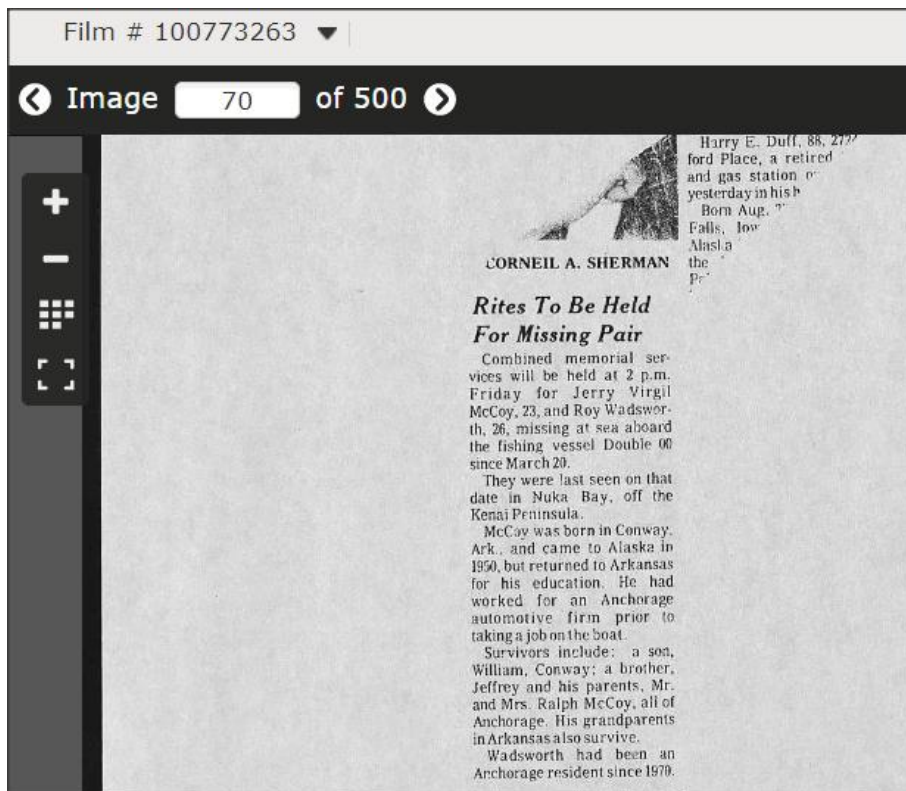 Film # 100773263
Image 70 of 500
Harry E. Duff, 88,
ford Place, a retired
and gas station
yesterday in his
Born Aug.
Falls,
Alaska
the
CORNEIL A. SHERMAN
Rites To Be Held
For Missing Pair
Combined memorial ser-
vices will be held at 2 p.m.
Friday for Jerry Virgil
McCoy, 23, and Roy Wadswor-
th, 26, missing at sea aboard
the fishing vessel Double 00
since March 20.
They were last seen on that
date in Nuka Bay, off the
Kenai Peninsula.
McCoy was born in Conway,
Ark., and came to Alaska in
1950, but returned to Arkansas
for his education. He had
worked for an Anchorage
automotive firm prior to
taking a job on the boat.
Survivors include: a son,
William, Conway; a brother,
Jeffrey and his parents, Mr.
and Mrs. Ralph McCoy, all of
Anchorage. His grandparents
in Arkansas also survive.
Wadsworth had been an
Anchorage resident since 1970.